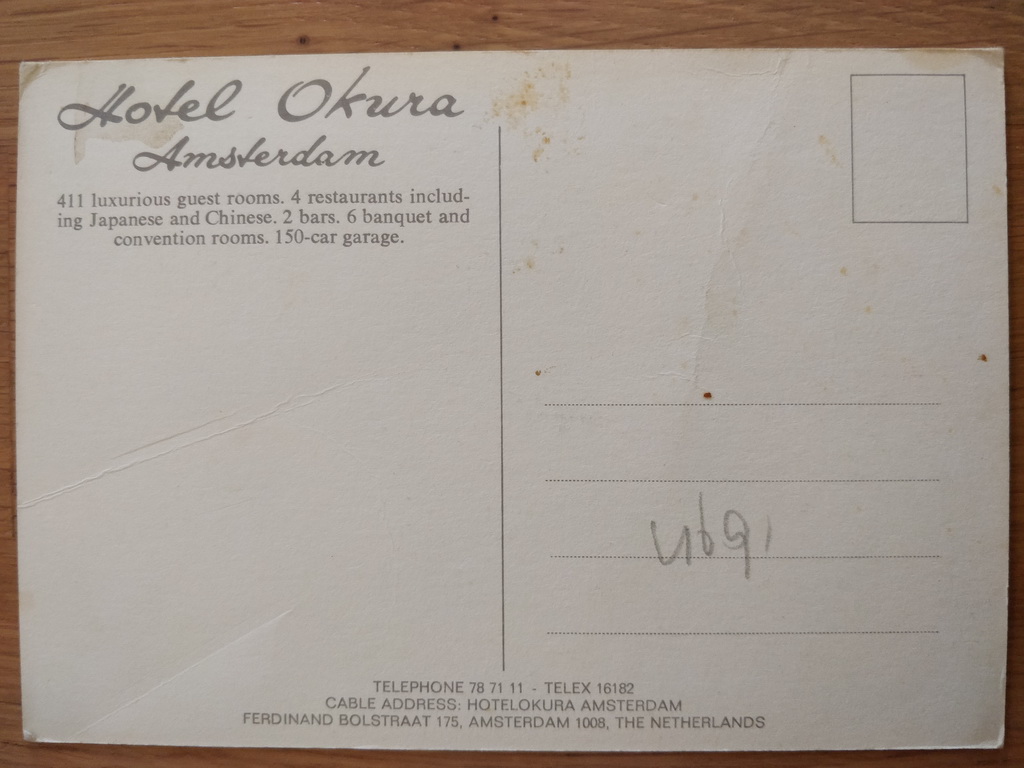 Hotel Okura
Amsterdam
411 luxurious guest rooms. 4 restaurants includ-
ing Japanese and Chinese. 2 bars. 6 banquet and
convention rooms. 150-car garage.
TELEPHONE 78 71 11 - TELEX 16182
CABLE ADDRESS: HOTELOKURA AMSTERDAM
FERDINAND BOLSTRAAT 175, AMSTERDAM 1008, THE NETHERLANDS